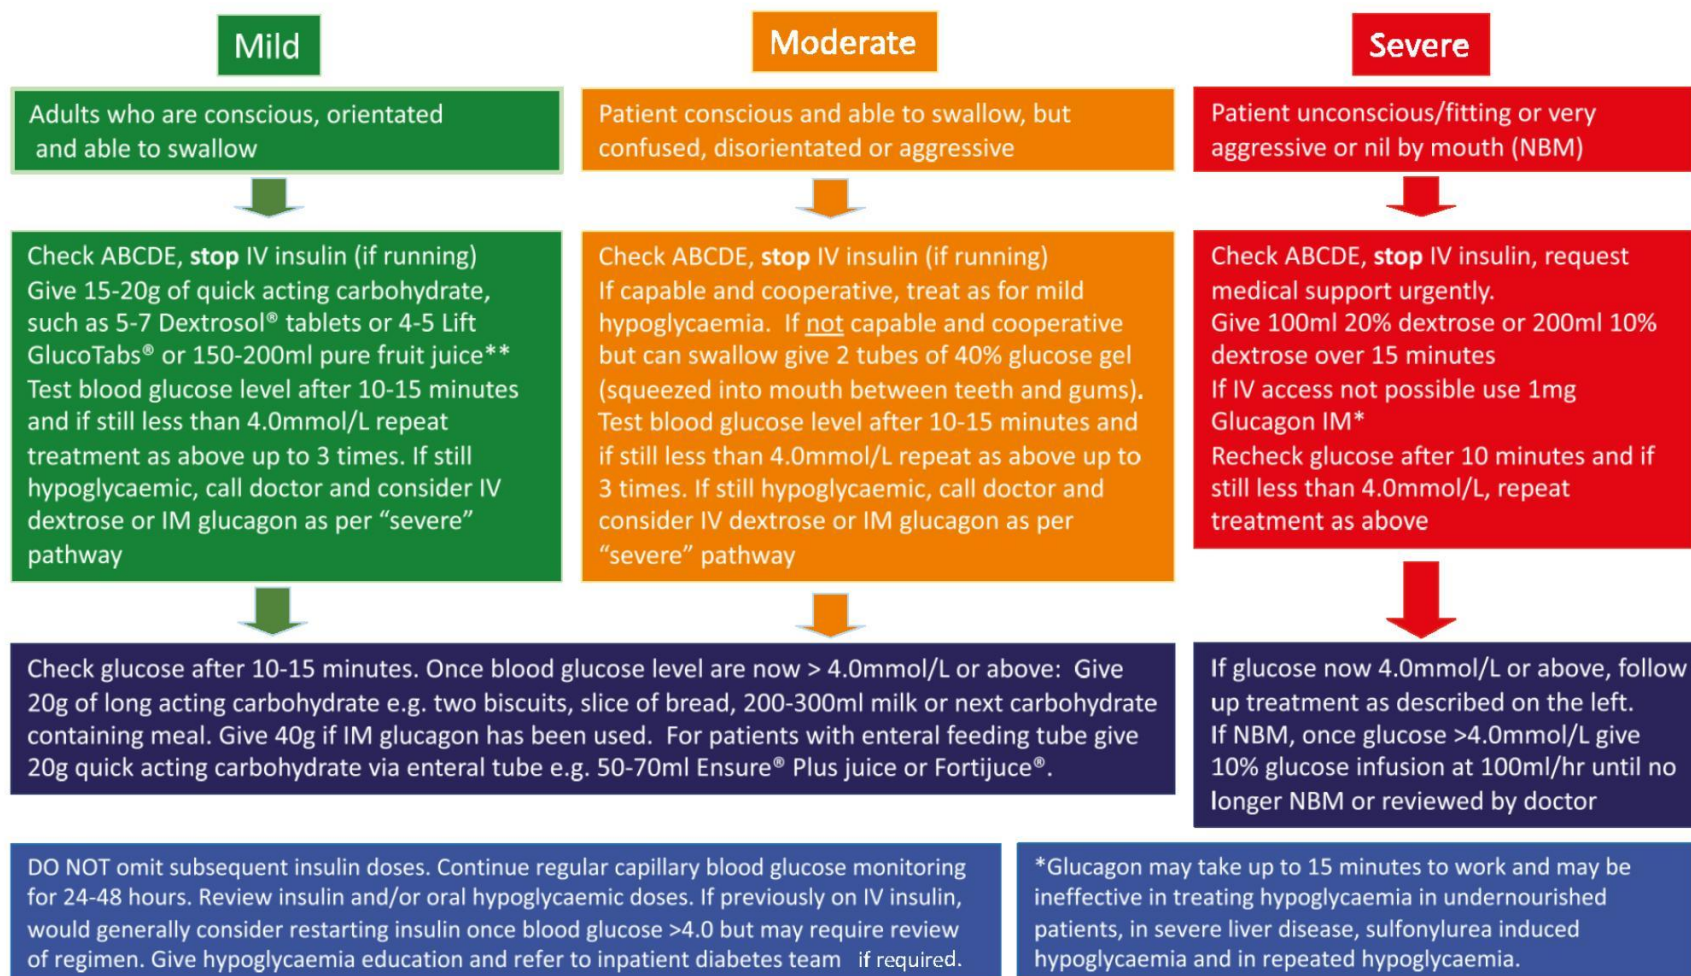 Mild
Adults who are conscious, orientated
and able to swallow
Check ABCDE, stop IV insulin (if running)
Give 15-20g of quick acting carbohydrate,
such as 5-7 Dextrosol® tablets or 4-5 Lift
GlucoTabs® or 150-200ml pure fruit juice**
Test blood glucose level after 10-15 minutes
and if still less than 4.0mmol/L repeat
treatment as above up to 3 times. If still
hypoglycaemic, call doctor and consider IV
dextrose or IM glucagon as per “severe”
pathway
Moderate
Patient conscious and able to swallow, but
confused, disorientated or aggressive
Check ABCDE, stop IV insulin (if running)
If capable and cooperative, treat as for mild
hypoglycaemia. If not capable and cooperative
but can swallow give 2 tubes of 40% glucose gel
(squeezed into mouth between teeth and gums).
Test blood glucose level after 10-15 minutes and
if still less than 4.0mmol/L repeat as above up to
3 times. If still hypoglycaemic, call doctor and
consider IV dextrose or IM glucagon as per
“severe” pathway
Severe
Patient unconscious/fitting or very
aggressive or nil by mouth (NBM)
Check ABCDE, stop IV insulin, request
medical support urgently.
Give 100ml 20% dextrose or 200ml 10%
dextrose over 15 minutes
If IV access not possible use 1mg
Glucagon IM*
Recheck glucose after 10 minutes and if
still less than 4.0mmol/L, repeat
treatment as above
Check glucose after 10-15 minutes. Once blood glucose level are now > 4.0mmol/L or above: Give
20g of long acting carbohydrate e.g. two biscuits, slice of bread, 200-300ml milk or next carbohydrate
containing meal. Give 40g if IM glucagon has been used. For patients with enteral feeding tube give
20g quick acting carbohydrate via enteral tube e.g. 50-70ml Ensure® Plus juice or Fortijuce®.
If glucose now 4.0mmol/L or above, follow
up treatment as described on the left.
If NBM, once glucose >4.0mmol/L give
10% glucose infusion at 100ml/hr until no
longer NBM or reviewed by doctor
DO NOT omit subsequent insulin doses. Continue regular capillary blood glucose monitoring
for 24-48 hours. Review insulin and/or oral hypoglycaemic doses. If previously on IV insulin,
would generally consider restarting insulin once blood glucose >4.0 but may require review
of regimen. Give hypoglycaemia education and refer to inpatient diabetes team if required.
*Glucagon may take up to 15 minutes to work and may be
ineffective in treating hypoglycaemia in undernourished
patients, in severe liver disease, sulfonylurea induced
hypoglycaemia and in repeated hypoglycaemia.